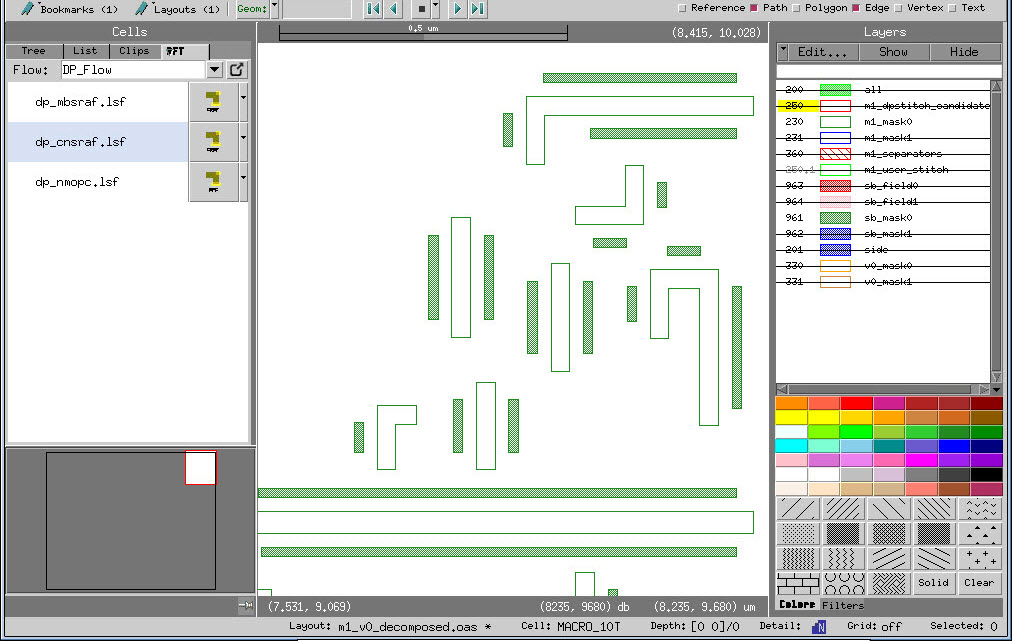 Bookmarks (1) Layouts (1) Geom: Reference Path Polygon Edge Vertex Text
Cells
0.5 um
(8.415, 10.028)
Layers
Tree List Clips RFT
Edit... Show Hide
Flow: DP_Flow
dp_mbsraf.lsf
dp_cnsraf.lsf
dp_nmopc.lsf
200 all
250 m1_dpstitch_candidate
230 m1_mask0
231 m1_mask1
360 m1_separators
250.1 m1_user_stitch
963 sb_field0
964 sb_field1
961 sb_mask0
962 sb_mask1
201 side
330 v0_mask0
331 v0_mask1
Solid Clear
Colors Filters
(7.531, 9.069) (8235, 9680) db (8.235, 9.680) um
Layout: m1_v0_decomposed.oas * Cell: MACRO_10T Depth: [0 0]/0 Detail: N Grid: off Selected: 0